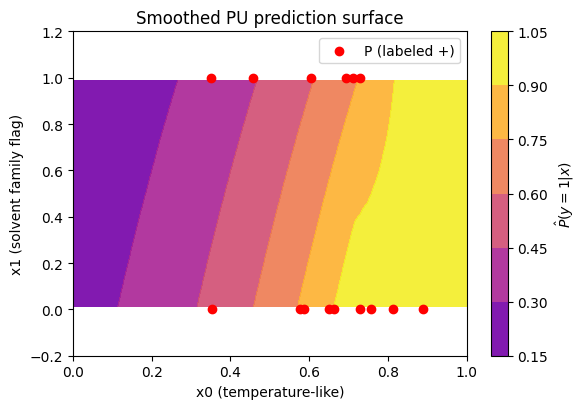 Smoothed PU prediction surface
P (labeled +)
x1 (solvent family flag)
1.2
1.0
0.8
0.6
0.4
0.2
0.0
−0.2
0.0 0.2 0.4 0.6 0.8 1.0
x0 (temperature-like)
1.05
0.90
0.75
0.60
0.45
0.30
0.15
P̂(y = 1|x)